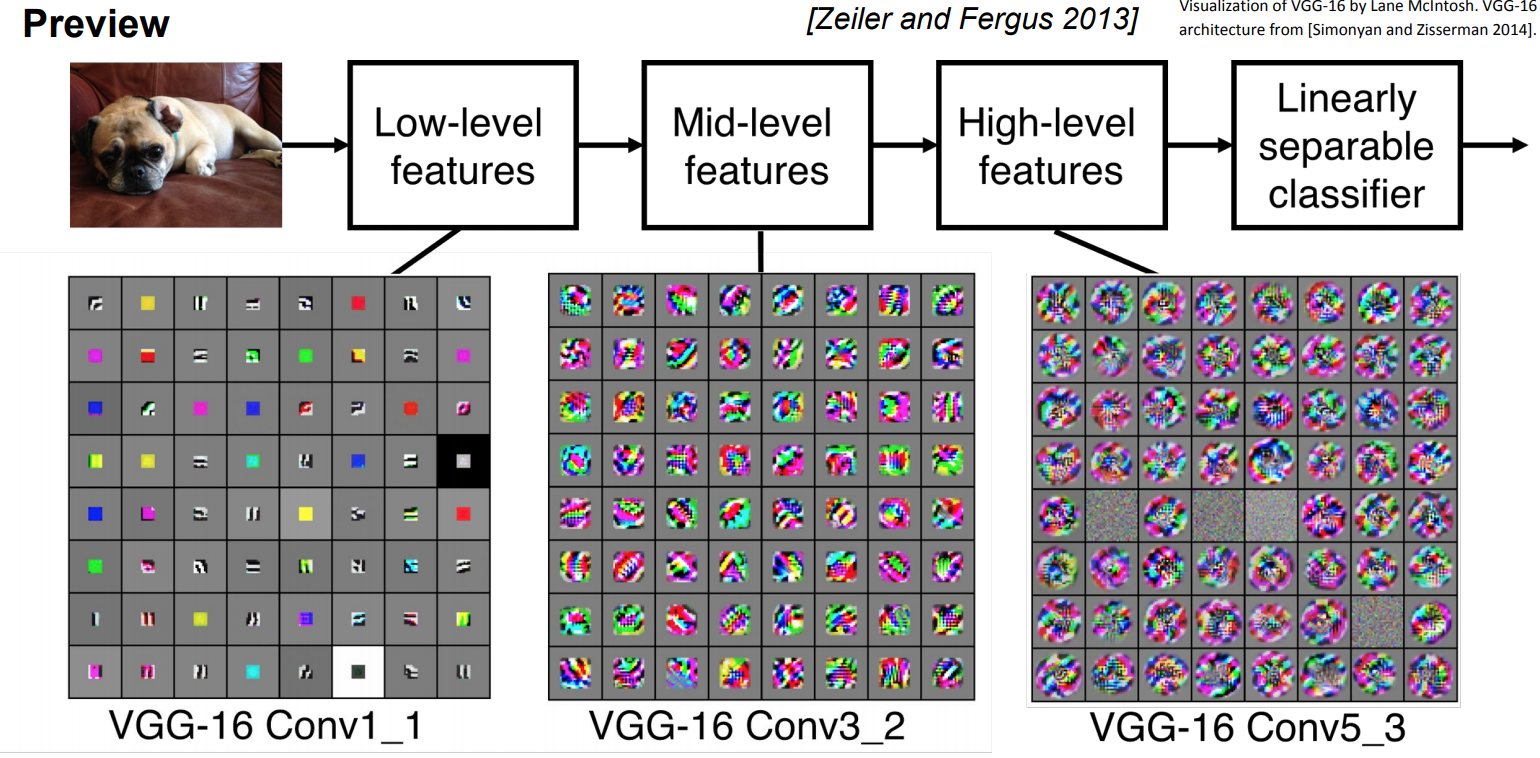 Preview
[Zeiler and Fergus 2013]
Visualization of VGG-16 by Lane McIntosh. VGG-16
architecture from [Simonyan and Zisserman 2014].
Low-level
features
Mid-level
features
High-level
features
Linearly
separable
classifier
VGG-16 Conv1_1
VGG-16 Conv3_2
VGG-16 Conv5_3